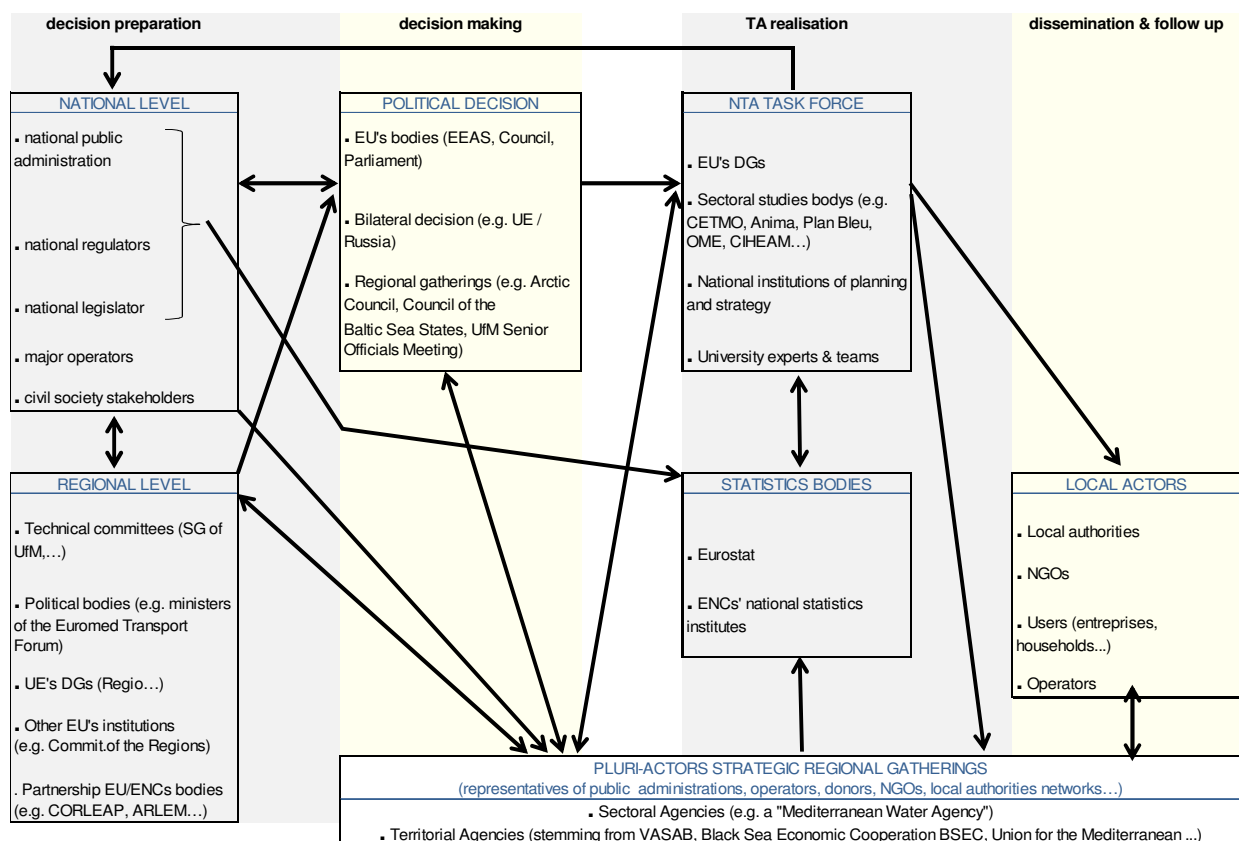 decision preparation
decision making
TA realisation
dissemination & follow up
NATIONAL LEVEL
. national public
administration
. national regulators
. national legislator
. major operators
. civil society stakeholders
POLITICAL DECISION
. EU's bodies (EEAS, Council,
Parliament)
. Bilateral decision (e.g. UE /
Russia)
. Regional gatherings (e.g. Arctic
Council, Council of the
Baltic Sea States, UfM Senior
Officials Meeting)
NTA TASK FORCE
. EU's DGs
. Sectoral studies bodys (e.g.
CETMO, Anima, Plan Bleu,
OME, CIHEAM…)
. National institutions of planning
and strategy
. University experts & teams
REGIONAL LEVEL
. Technical committees (SG of
UfM,…)
. Political bodies (e.g. ministers
of the Euromed Transport
Forum)
. UE's DGs (Regio…)
. Other EU's institutions
(e.g. Commit.of the Regions)
. Partnership EU/ENCs bodies
(e.g. CORLEAP, ARLEM…)
STATISTICS BODIES
. Eurostat
. ENCs' national statistics
institutes
LOCAL ACTORS
. Local authorities
. NGOs
. Users (entreprises,
households...)
. Operators
PLURI-ACTORS STRATEGIC REGIONAL GATHERINGS
(representatives of public administrations, operators, donors, NGOs, local authorities networks…)
. Sectoral Agencies (e.g. a "Mediterranean Water Agency")
. Territorial Agencies (stemming from VASAB, Black Sea Economic Cooperation BSEC, Union for the Mediterranean ...)